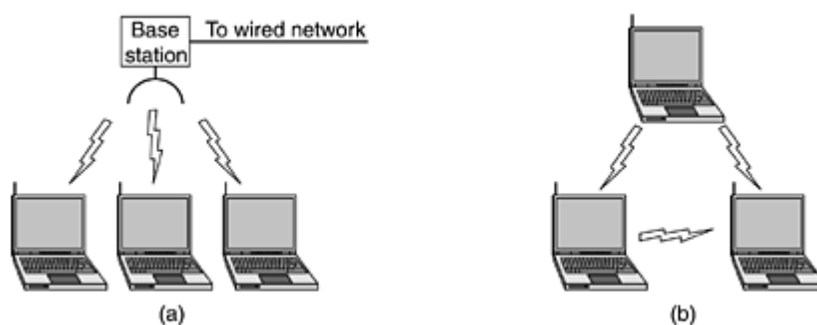 Base
station
To wired network
(a)
(b)